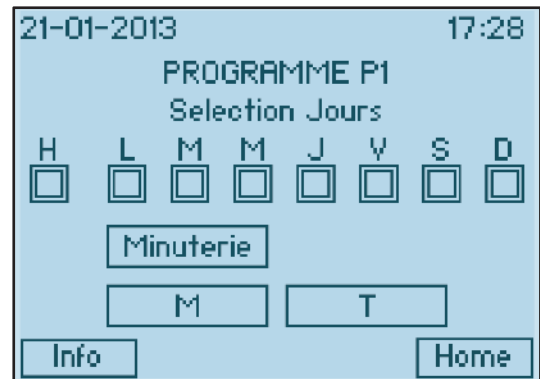 21-01-2013 17:28
PROGRAMME P1
Selection Jours
H L M M J V S D
Minuterie
M T
Info Home